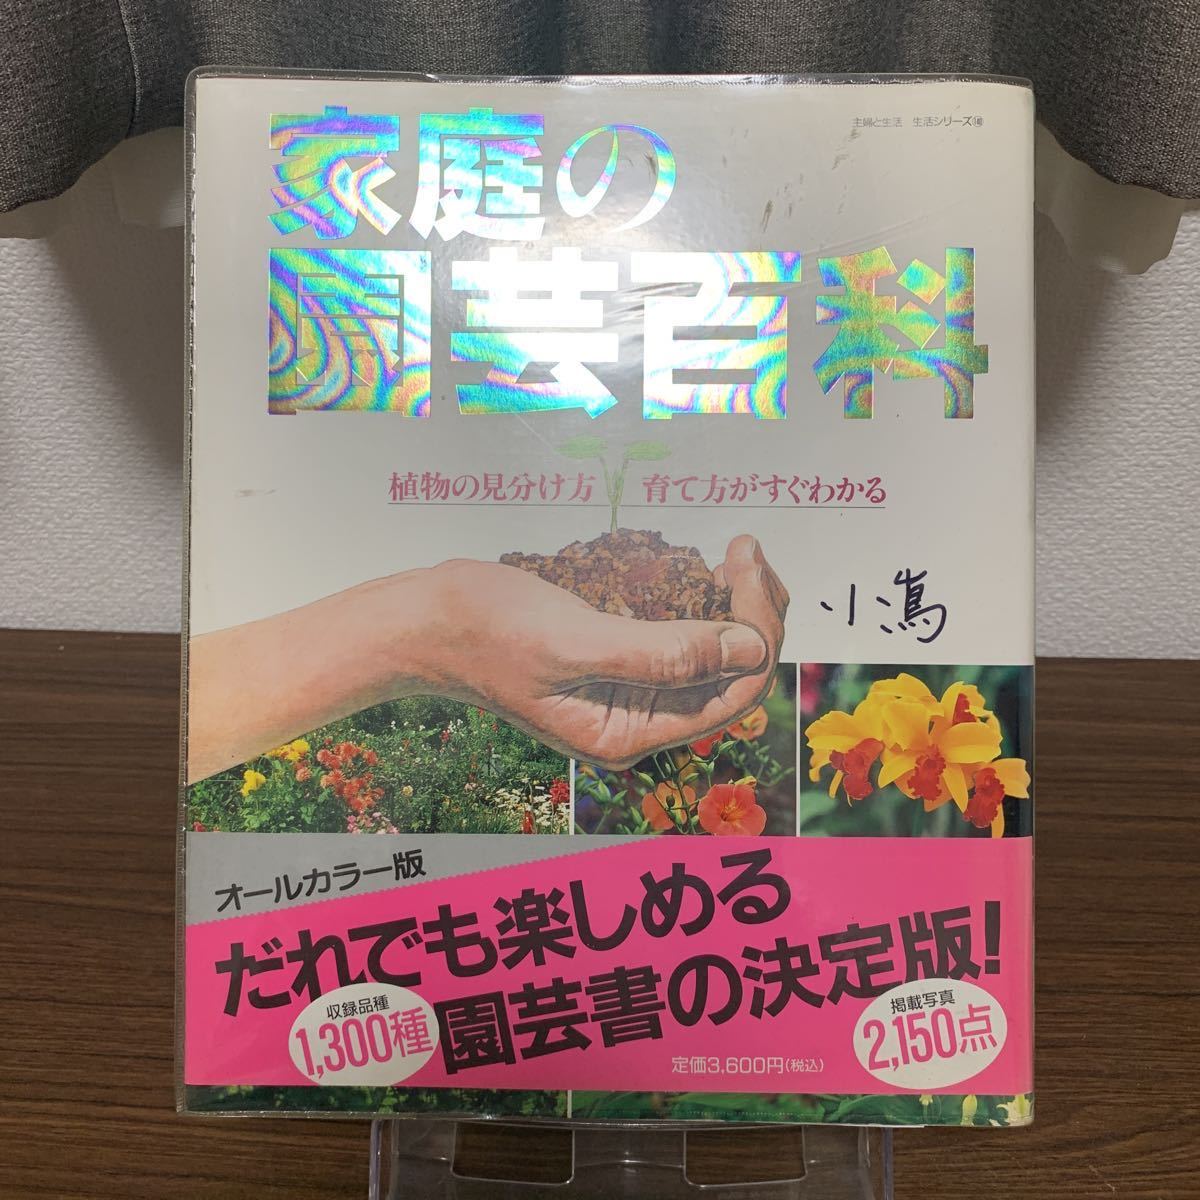 主婦と生活 生活シリーズ
家庭の
園芸百科
植物の見分け方 育て方がすぐわかる
オールカラー版
だれでも楽しめる
園芸書の決定版!
収録品種
1,300種
定価3,600円(税込)
掲載写真
2,150点